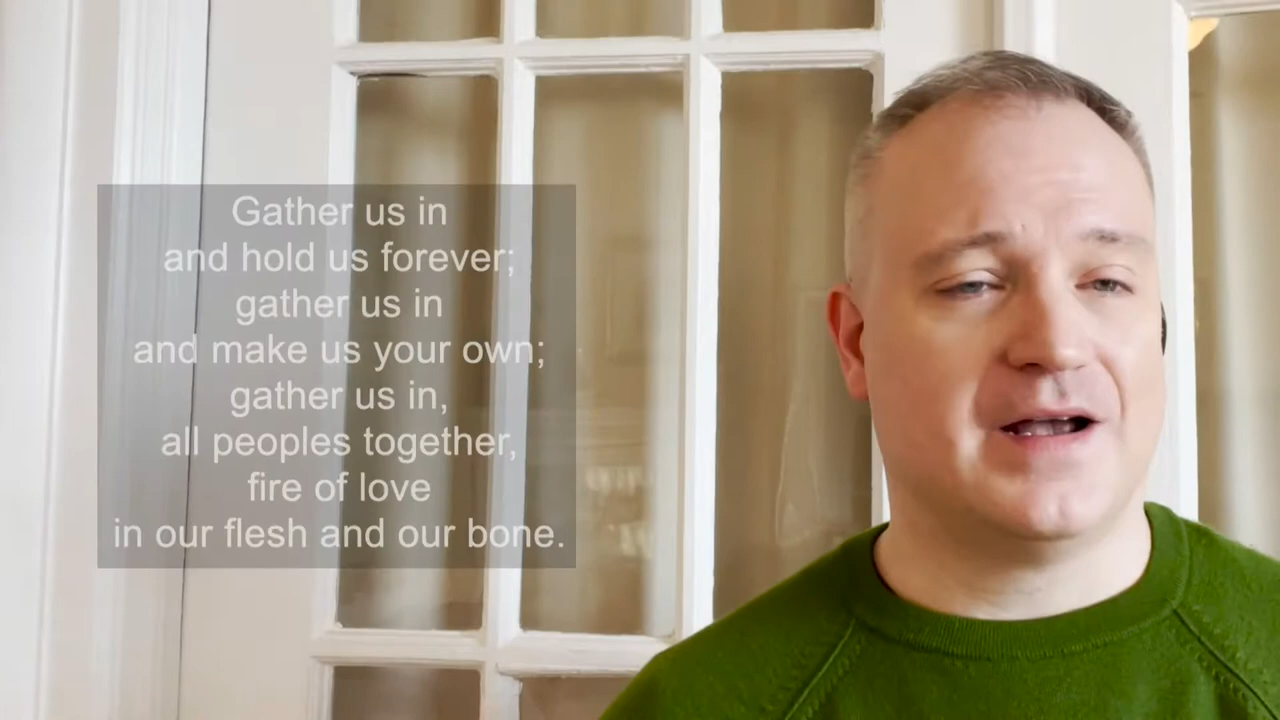 Gather us in
and hold us forever;
gather us in
and make us your own;
gather us in,
all peoples together,
fire of love
in our flesh and our bone.